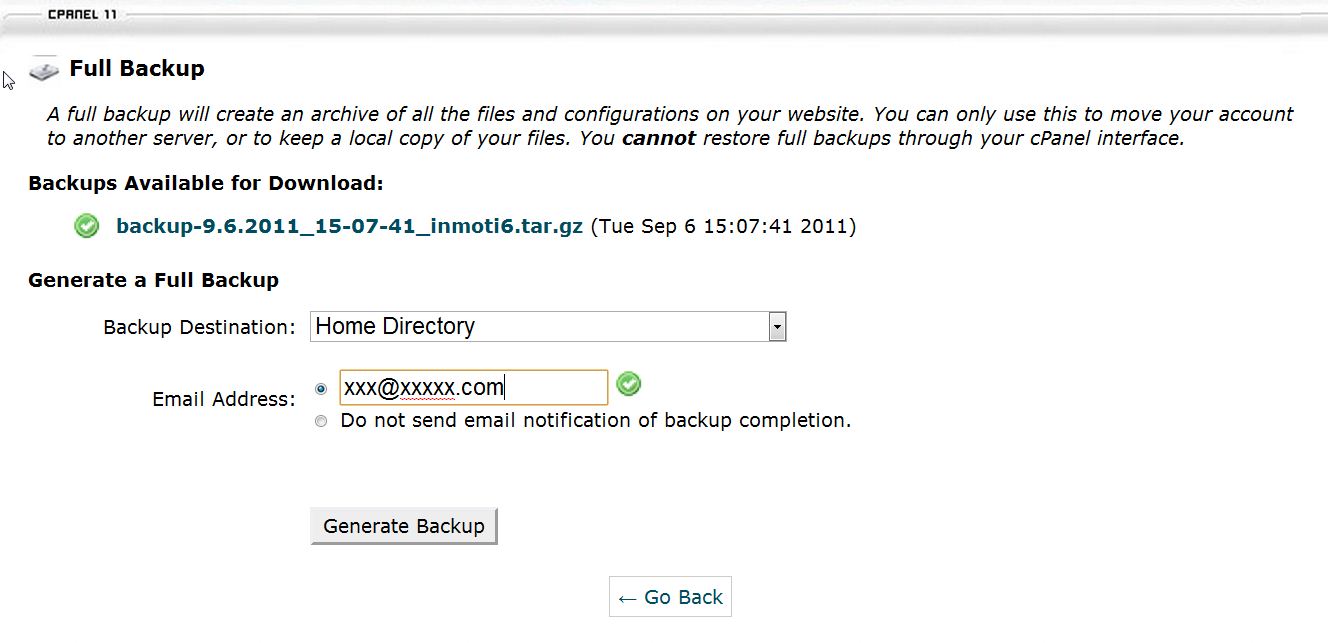 CPANEL 11
Full Backup
A full backup will create an archive of all the files and configurations on your website. You can only use this to move your account
to another server, or to keep a local copy of your files. You cannot restore full backups through your cPanel interface.
Backups Available for Download:
backup-9.6.2011_15-07-41_inmoti6.tar.gz (Tue Sep 6 15:07:41 2011)
Generate a Full Backup
Backup Destination: Home Directory
Email Address: xxx@xxxxx.com
Do not send email notification of backup completion.
Generate Backup
← Go Back